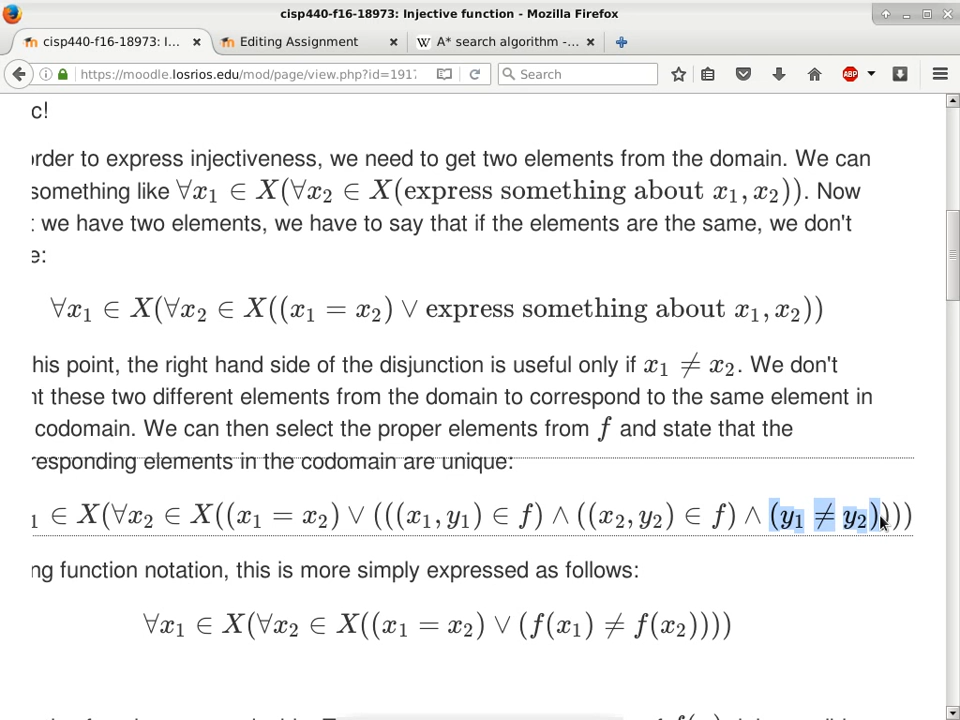 cisp440-f16-18973: Injective function - Mozilla Firefox
cisp440-f16-18973: I... × Editing Assignment × W A* search algorithm -... ×
https://moodle.losrios.edu/mod/page/view.php?id=191 Search ABP
c!
order to express injectiveness, we need to get two elements from the domain. We can
something like ∀x₁ ∈ X(∀x₂ ∈ X(express something about x₁, x₂)). Now
we have two elements, we have to say that if the elements are the same, we don't
e:
∀x₁ ∈ X(∀x₂ ∈ X((x₁ = x₂) ∨ express something about x₁, x₂))
his point, the right hand side of the disjunction is useful only if x₁ ≠ x₂. We don't
nt these two different elements from the domain to correspond to the same element in
codomain. We can then select the proper elements from f and state that the
responding elements in the codomain are unique:
₁ ∈ X(∀x₂ ∈ X((x₁ = x₂) ∨ (((x₁, y₁) ∈ f) ∧ ((x₂, y₂) ∈ f) ∧ (y₁ ≠ y₂))))
ng function notation, this is more simply expressed as follows:
∀x₁ ∈ X(∀x₂ ∈ X((x₁ = x₂) ∨ (f(x₁) ≠ f(x₂))))